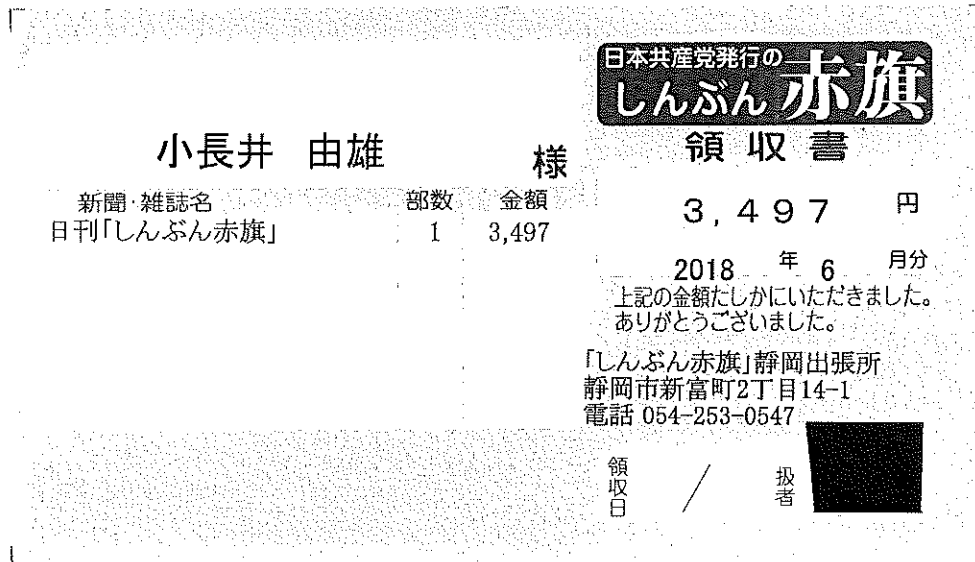 日本共産党発行の
しんぶん赤旗
領収書
小長井 由雄 様
新聞・雑誌名 部数 金額
日刊「しんぶん赤旗」 1 3,497
3,497 円
2018 年 6 月分
上記の金額たしかにいただきました。
ありがとうございました。
「しんぶん赤旗」静岡出張所
静岡市新富町2丁目14-1
電話 054-253-0547
領収日 /
扱者